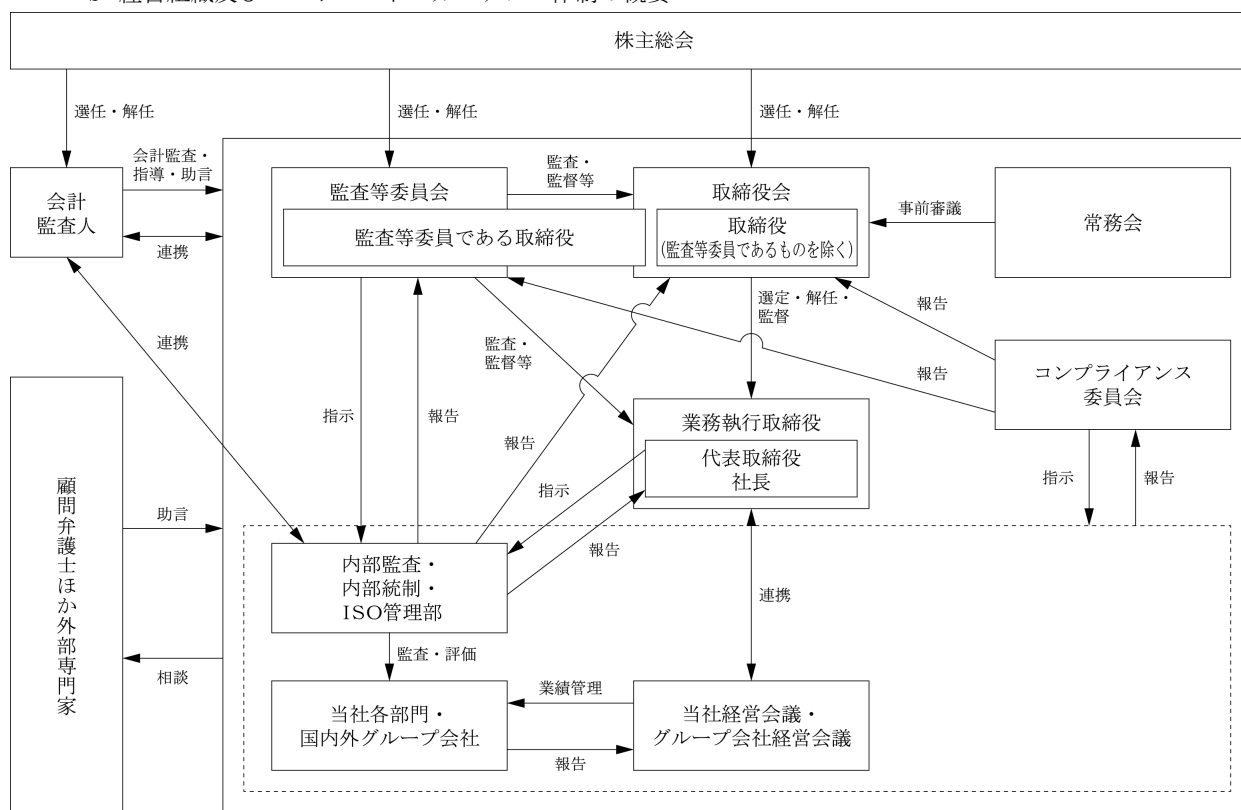 株主総会
選任・解任
選任・解任
選任・解任
会計監査・
指導・助言
会計
監査人
連携
監査等委員会
監査等委員である取締役
監査・
監督等
取締役会
取締役
(監査等委員であるものを除く)
事前審議
常務会
選定・解任・
監督
報告
連携
監査・
監督等
報告
コンプライアンス
委員会
指示
報告
報告
業務執行取締役
代表取締役
社長
指示
指示
報告
顧問弁護士ほか外部専門家
助言
内部監査・
内部統制・
ISO管理部
報告
連携
監査・評価
相談
当社各部門・
国内外グループ会社
業績管理
報告
当社経営会議・
グループ会社経営会議